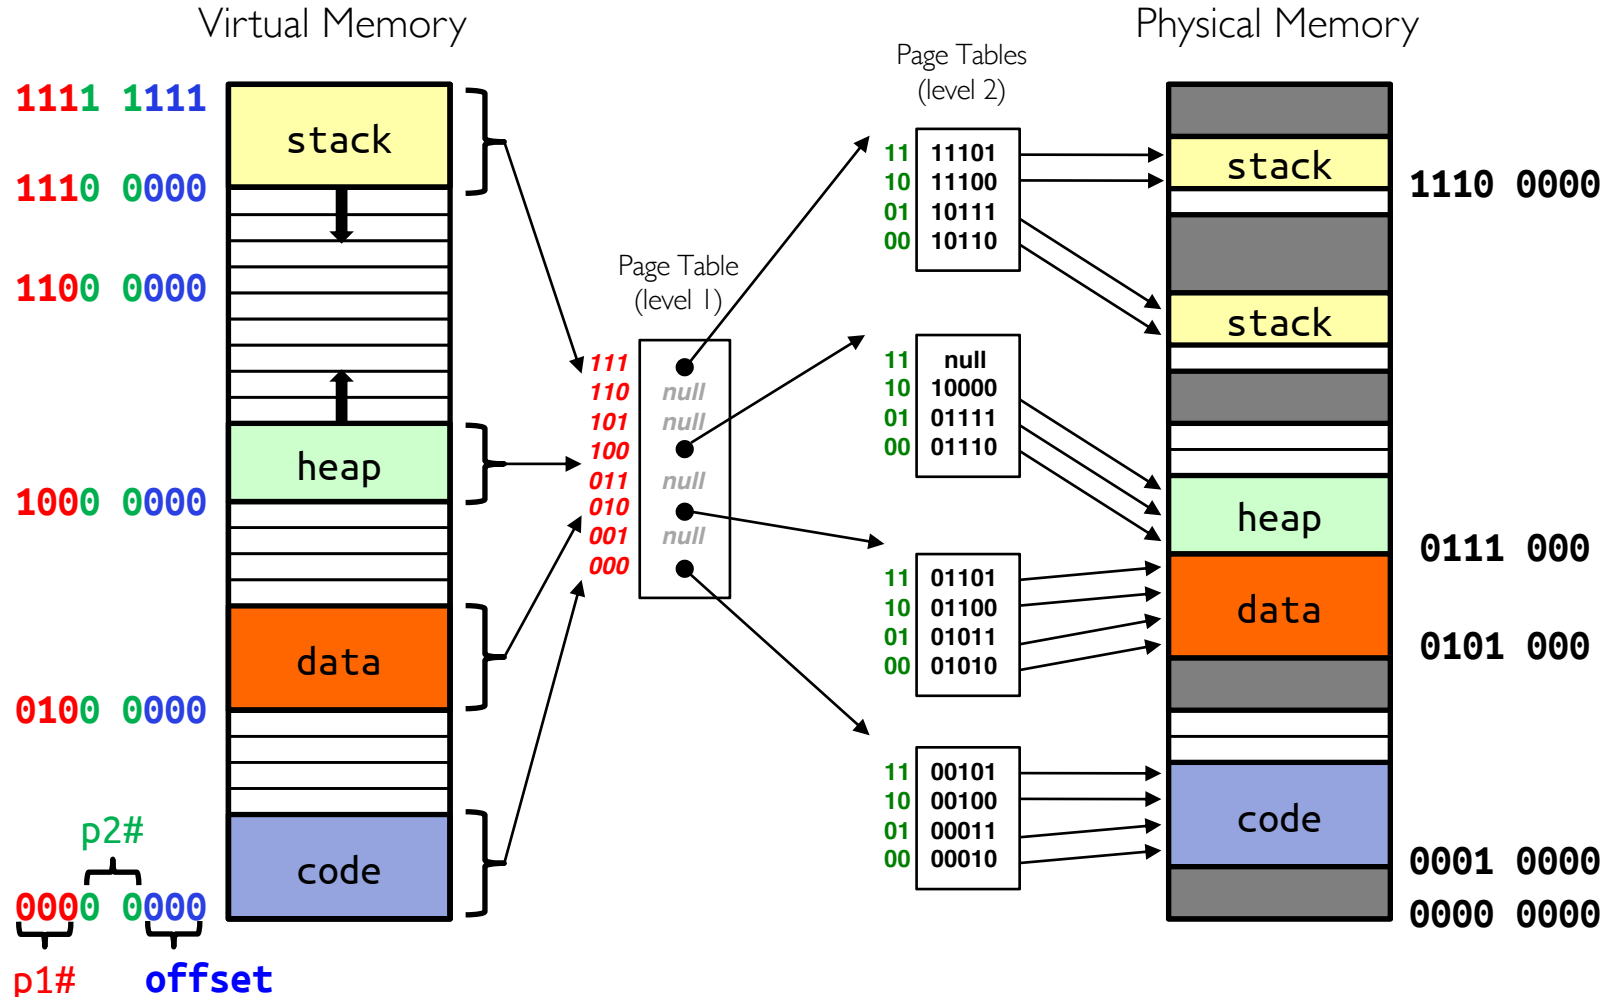 Virtual Memory
Physical Memory
Page Tables
(level 2)
1111 1111
stack
1110 0000
1100 0000
heap
1000 0000
data
0100 0000
p2#
code
0000 0000
p1#
offset
Page Table
(level 1)
111
110 null
101 null
100
011 null
010
001 null
000
11 11101
10 11100
01 10111
00 10110
11 null
10 10000
01 01111
00 01110
11 01101
10 01100
01 01011
00 01010
11 00101
10 00100
01 00011
00 00010
stack
1110 0000
stack
heap
0111 000
data
0101 000
code
0001 0000
0000 0000